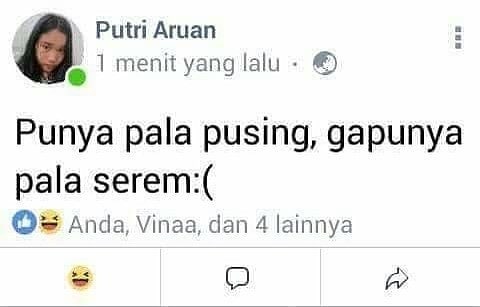 Putri Aruan
1 menit yang lalu ·
Punya pala pusing, gapunya
pala serem:(
Anda, Vinaa, dan 4 lainnya